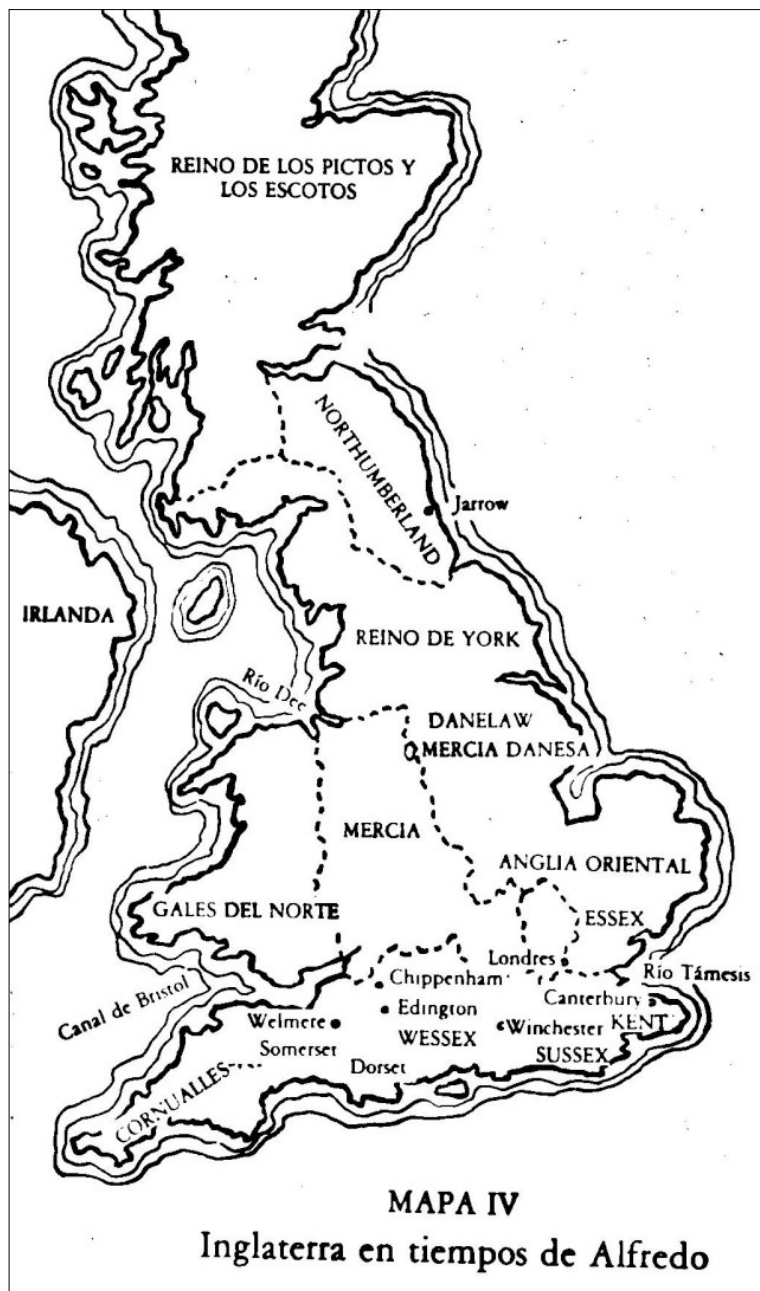 REINO DE LOS PICTOS Y
LOS ESCOTOS
NORTHUMBERLAND
Jarrow
IRLANDA
REINO DE YORK
Río Dee
DANELAW
MERCIA DANESA
MERCIA
ANGLIA ORIENTAL
GALES DEL NORTE
ESSEX
Londres
Río Támesis
Canal de Bristol
Chippenham
Canterbury
Edington
Welmere
Winchester
KENT
WESSEX
Somerset
SUSSEX
Dorset
CORNUALLES
MAPA IV
Inglaterra en tiempos de Alfredo